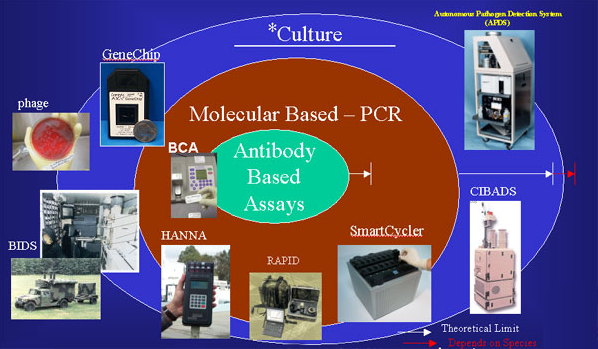 *Culture
Autonomous Pathogen Detection System
(APDS)
GeneChip
phage
Molecular Based – PCR
BCA
Antibody
Based
Assays
CIBADS
SmartCycler
BIDS
HANNA
RAPID
Theoretical Limit
Depends on Species